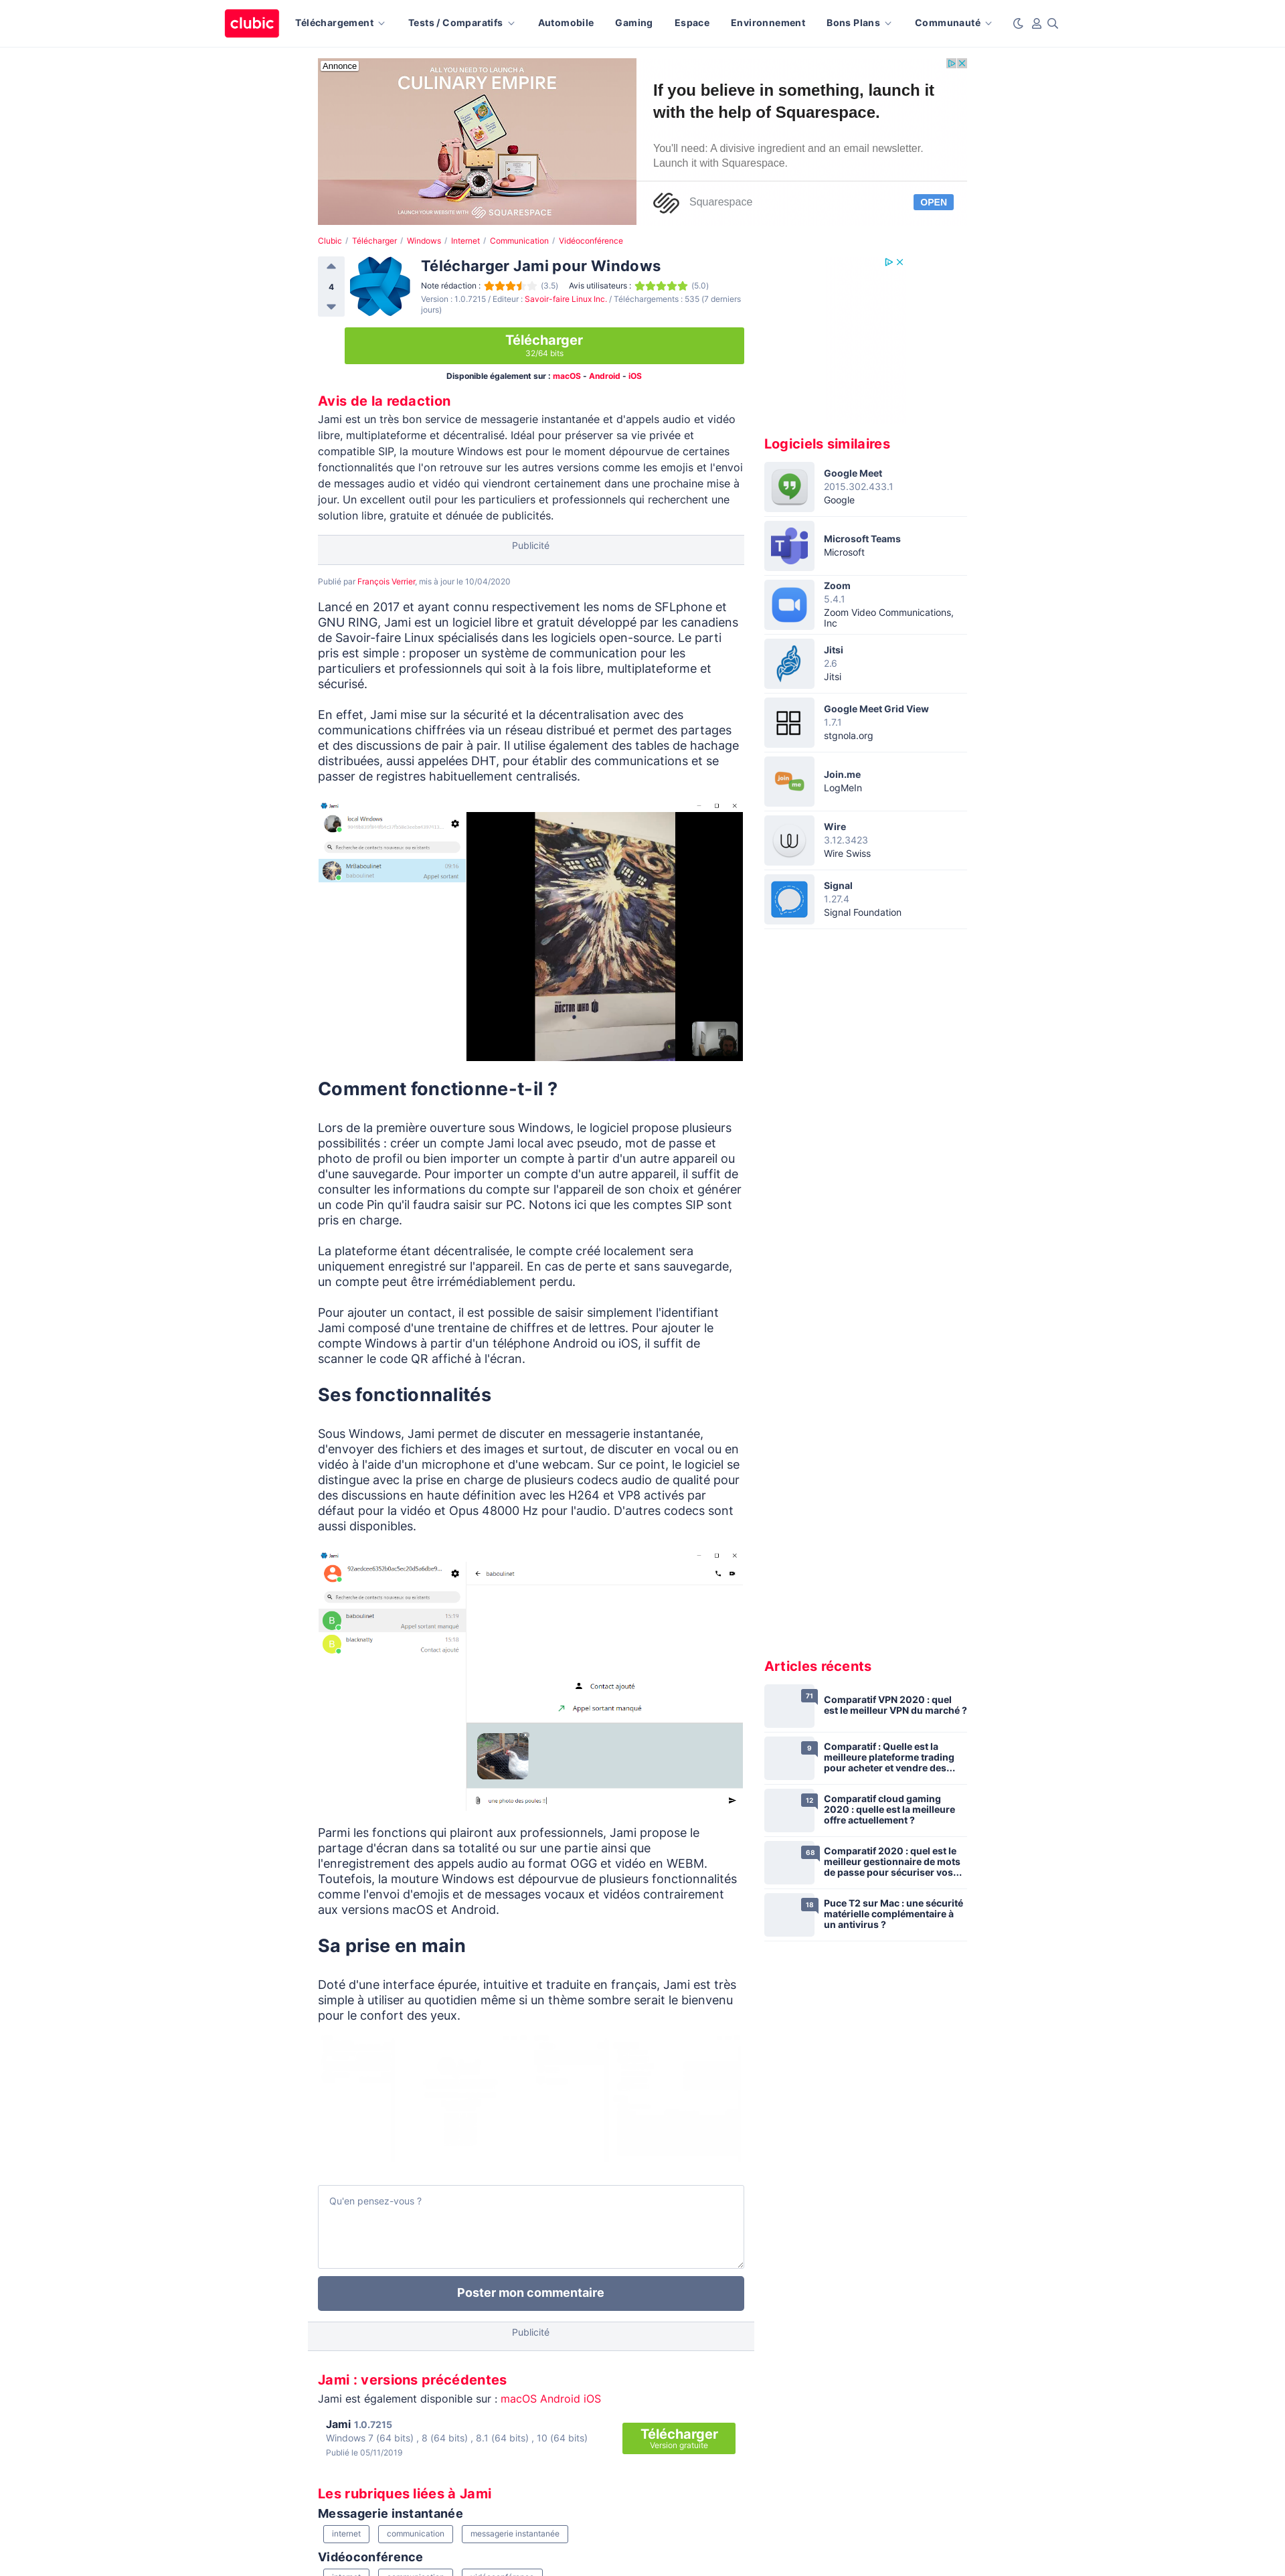 clubic
Téléchargement
Tests / Comparatifs
Automobile
Gaming
Espace
Environnement
Bons Plans
Communauté
Annonce
ALL YOU NEED TO LAUNCH A
CULINARY EMPIRE
LAUNCH YOUR WEBSITE WITH SQUARESPACE
If you believe in something, launch it
with the help of Squarespace.
You'll need: A divisive ingredient and an email newsletter.
Launch it with Squarespace.
Squarespace
OPEN
Clubic / Télécharger / Windows / Internet / Communication / Vidéoconférence
4
Télécharger Jami pour Windows
Note rédaction : (3.5) Avis utilisateurs : (5.0)
Version : 1.0.7215 / Editeur : Savoir-faire Linux Inc. / Téléchargements : 535 (7 derniers
jours)
Télécharger
32/64 bits
Disponible également sur : macOS - Android - iOS
Avis de la redaction
Jami est un très bon service de messagerie instantanée et d'appels audio et vidéo
libre, multiplateforme et décentralisé. Idéal pour préserver sa vie privée et
compatible SIP, la mouture Windows est pour le moment dépourvue de certaines
fonctionnalités que l'on retrouve sur les autres versions comme les emojis et l'envoi
de messages audio et vidéo qui viendront certainement dans une prochaine mise à
jour. Un excellent outil pour les particuliers et professionnels qui recherchent une
solution libre, gratuite et dénuée de publicités.
Publicité
Publié par François Verrier, mis à jour le 10/04/2020
Lancé en 2017 et ayant connu respectivement les noms de SFLphone et
GNU RING, Jami est un logiciel libre et gratuit développé par les canadiens
de Savoir-faire Linux spécialisés dans les logiciels open-source. Le parti
pris est simple : proposer un système de communication pour les
particuliers et professionnels qui soit à la fois libre, multiplateforme et
sécurisé.
En effet, Jami mise sur la sécurité et la décentralisation avec des
communications chiffrées via un réseau distribué et permet des partages
et des discussions de pair à pair. Il utilise également des tables de hachage
distribuées, aussi appelées DHT, pour établir des communications et se
passer de registres habituellement centralisés.
Jami
local Windows
Recherche de contacts nouveaux ou existants
Mrllaboulinet 09:16
baboulinet Appel sortant
DOCTOR WHO
Comment fonctionne-t-il ?
Lors de la première ouverture sous Windows, le logiciel propose plusieurs
possibilités : créer un compte Jami local avec pseudo, mot de passe et
photo de profil ou bien importer un compte à partir d'un autre appareil ou
d'une sauvegarde. Pour importer un compte d'un autre appareil, il suffit de
consulter les informations du compte sur l'appareil de son choix et générer
un code Pin qu'il faudra saisir sur PC. Notons ici que les comptes SIP sont
pris en charge.
La plateforme étant décentralisée, le compte créé localement sera
uniquement enregistré sur l'appareil. En cas de perte et sans sauvegarde,
un compte peut être irrémédiablement perdu.
Pour ajouter un contact, il est possible de saisir simplement l'identifiant
Jami composé d'une trentaine de chiffres et de lettres. Pour ajouter le
compte Windows à partir d'un téléphone Android ou iOS, il suffit de
scanner le code QR affiché à l'écran.
Ses fonctionnalités
Sous Windows, Jami permet de discuter en messagerie instantanée,
d'envoyer des fichiers et des images et surtout, de discuter en vocal ou en
vidéo à l'aide d'un microphone et d'une webcam. Sur ce point, le logiciel se
distingue avec la prise en charge de plusieurs codecs audio de qualité pour
des discussions en haute définition avec les H264 et VP8 activés par
défaut pour la vidéo et Opus 48000 Hz pour l'audio. D'autres codecs sont
aussi disponibles.
Jami
92aedcee6352b0ac5ec20d5a6dbe9...
baboulinet
Recherche de contacts nouveaux ou existants
B baboulinet 15:19
Appel sortant manqué
B blacknally 15:18
Contact ajouté
Contact ajouté
Appel sortant manqué
une photo des poules !!
Parmi les fonctions qui plairont aux professionnels, Jami propose le
partage d'écran dans sa totalité ou sur une partie ainsi que
l'enregistrement des appels audio au format OGG et vidéo en WEBM.
Toutefois, la mouture Windows est dépourvue de plusieurs fonctionnalités
comme l'envoi d'emojis et de messages vocaux et vidéos contrairement
aux versions macOS et Android.
Sa prise en main
Doté d'une interface épurée, intuitive et traduite en français, Jami est très
simple à utiliser au quotidien même si un thème sombre serait le bienvenu
pour le confort des yeux.
Qu'en pensez-vous ?
Poster mon commentaire
Publicité
Jami : versions précédentes
Jami est également disponible sur : macOS Android iOS
Jami 1.0.7215
Windows 7 (64 bits) , 8 (64 bits) , 8.1 (64 bits) , 10 (64 bits)
Publié le 05/11/2019
Télécharger
Version gratuite
Les rubriques liées à Jami
Messagerie instantanée
internet
communication
messagerie instantanée
Vidéoconférence
Logiciels similaires
Google Meet
2015.302.433.1
Google
Microsoft Teams
Microsoft
Zoom
5.4.1
Zoom Video Communications,
Inc
Jitsi
2.6
Jitsi
Google Meet Grid View
1.7.1
stgnola.org
join me
Join.me
LogMeIn
Wire
3.12.3423
Wire Swiss
Signal
1.27.4
Signal Foundation
Articles récents
71
Comparatif VPN 2020 : quel
est le meilleur VPN du marché ?
9
Comparatif : Quelle est la
meilleure plateforme trading
pour acheter et vendre des...
12
Comparatif cloud gaming
2020 : quelle est la meilleure
offre actuellement ?
68
Comparatif 2020 : quel est le
meilleur gestionnaire de mots
de passe pour sécuriser vos...
18
Puce T2 sur Mac : une sécurité
matérielle complémentaire à
un antivirus ?